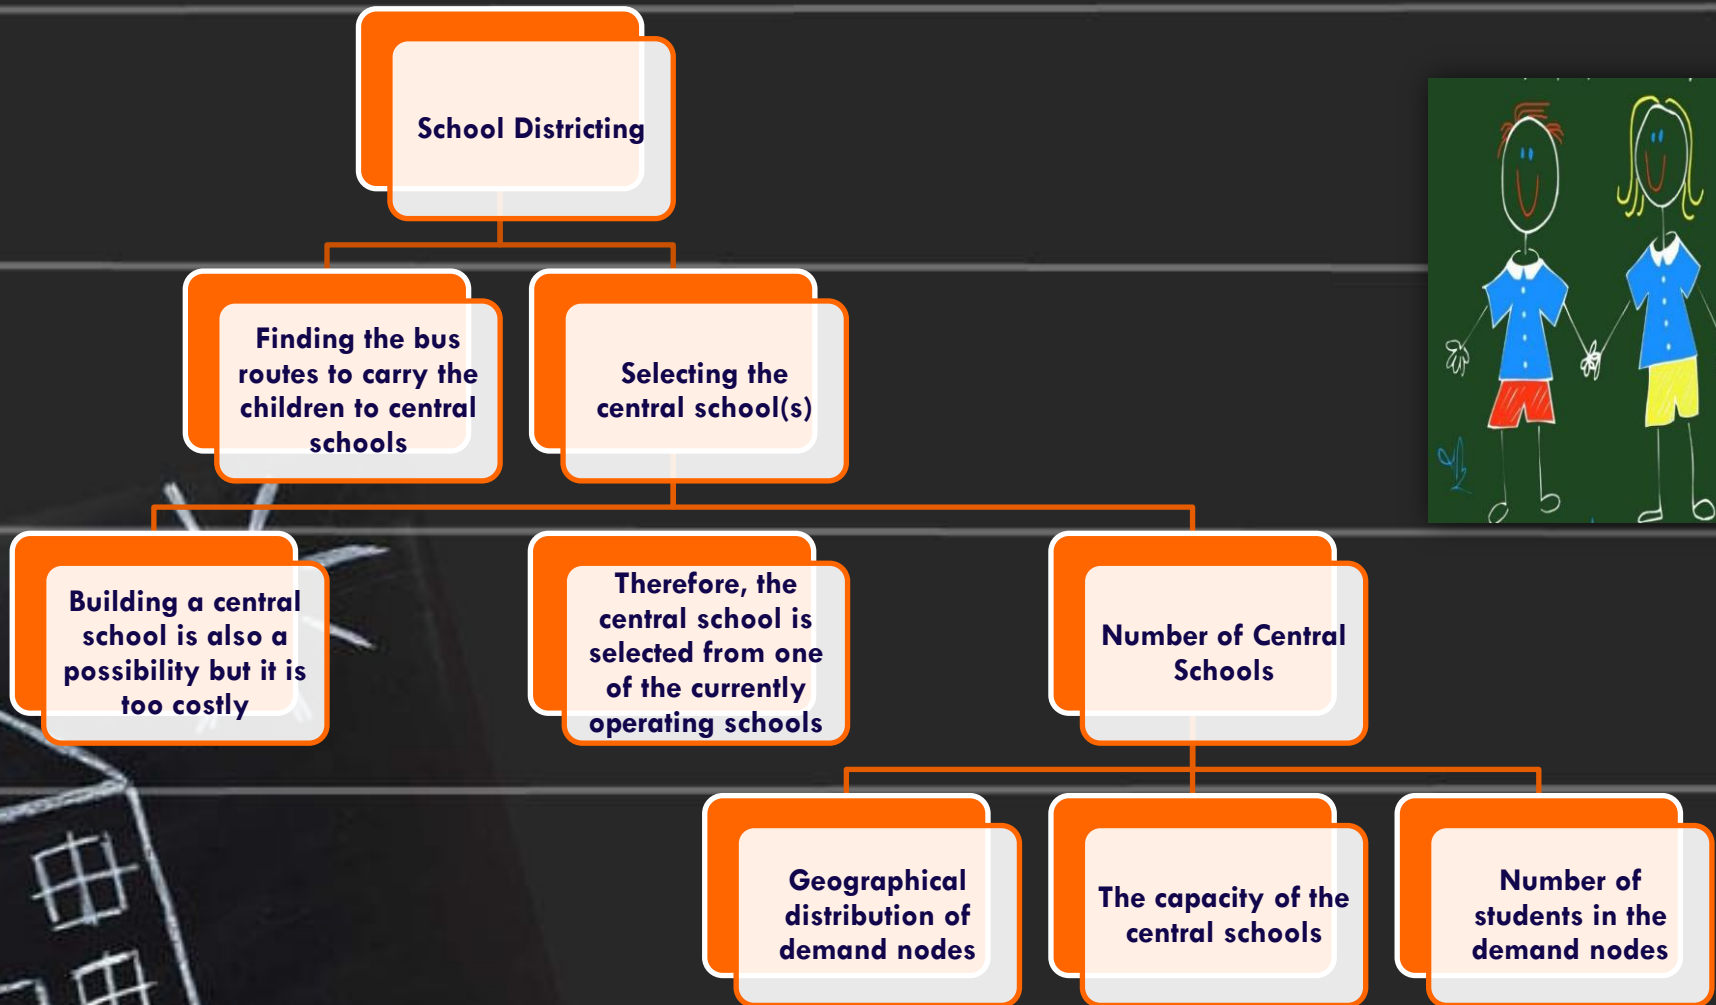 School Districting
Finding the bus
routes to carry the
children to central
schools
Selecting the
central school(s)
Building a central
school is also a
possibility but it is
too costly
Therefore, the
central school is
selected from one
of the currently
operating schools
Number of Central
Schools
Geographical
distribution of
demand nodes
The capacity of the
central schools
Number of
students in the
demand nodes